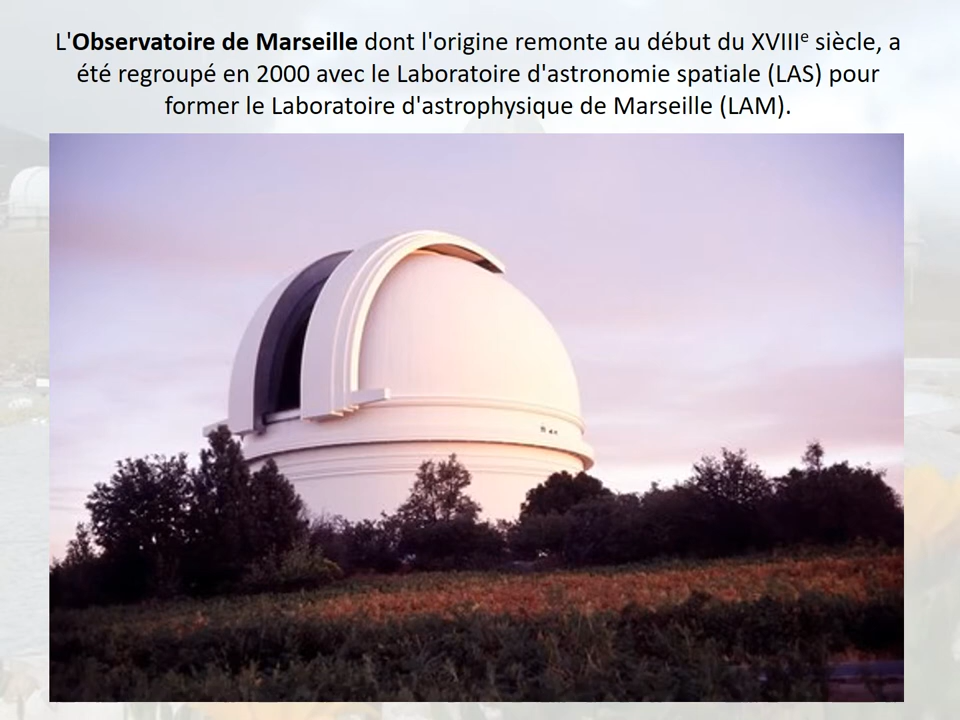 L'Observatoire de Marseille dont l'origine remonte au début du XVIIIᵉ siècle, a
été regroupé en 2000 avec le Laboratoire d'astronomie spatiale (LAS) pour
former le Laboratoire d'astrophysique de Marseille (LAM).